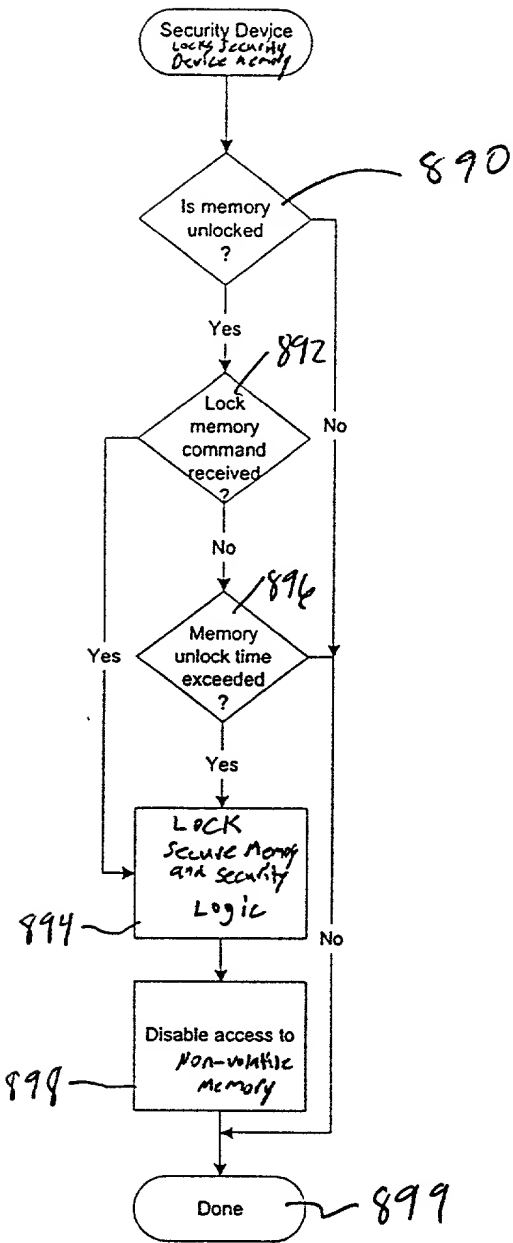 Security Device
Locks Security
Device Memory
890
Is memory
unlocked
?
Yes
892
Lock
memory
command
received
?
No
No
896
Memory
unlock time
exceeded
?
Yes
Yes
LOCK
Secure Memory
and Security
Logic
894
No
Disable access to
Non-volatile
Memory
898
Done
899